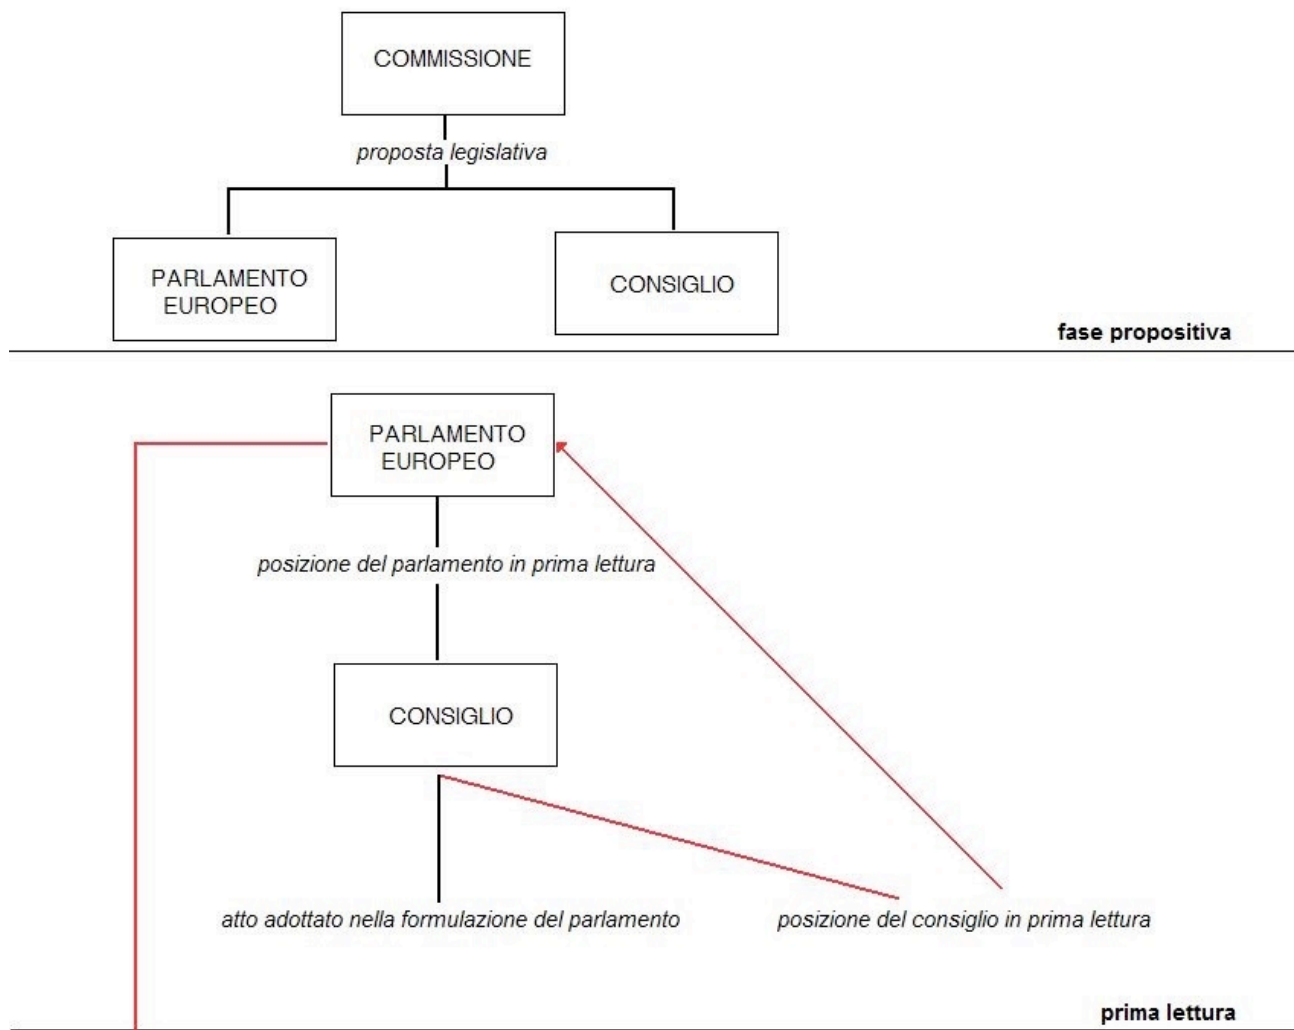 COMMISSIONE
proposta legislativa
PARLAMENTO
EUROPEO
CONSIGLIO
fase propositiva
PARLAMENTO
EUROPEO
posizione del parlamento in prima lettura
CONSIGLIO
atto adottato nella formulazione del parlamento
posizione del consiglio in prima lettura
prima lettura